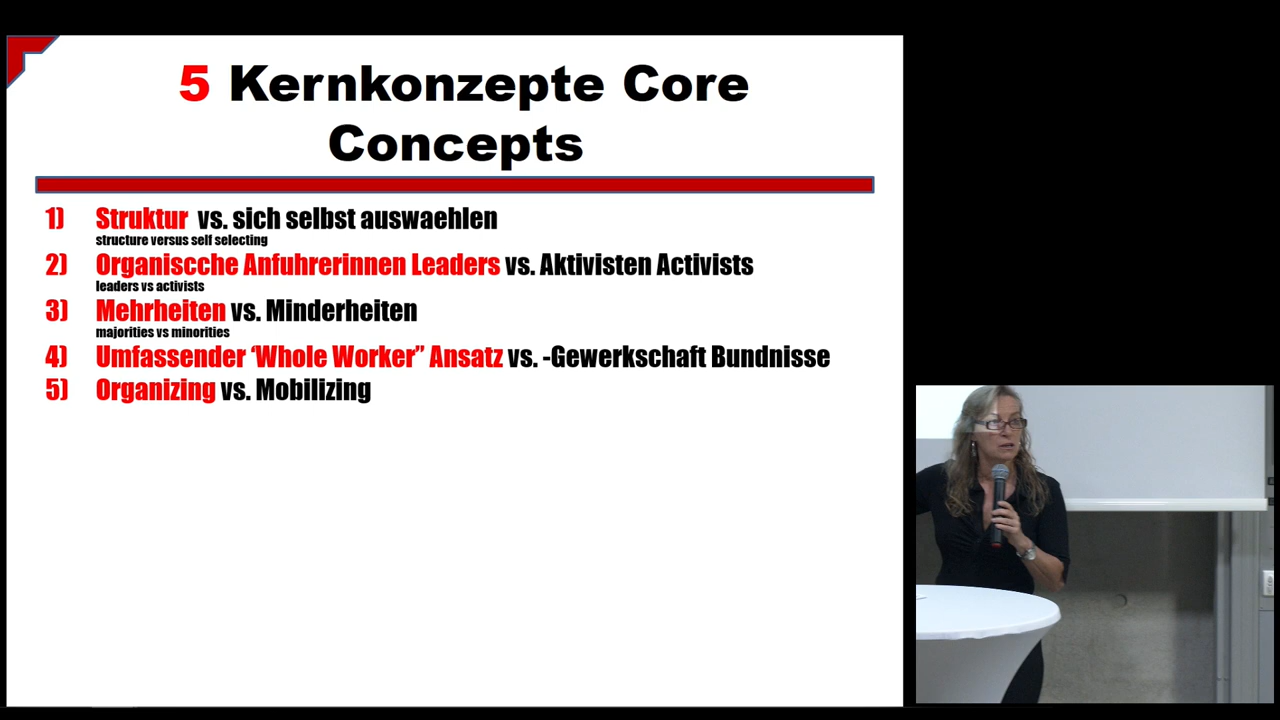 5 Kernkonzepte Core
Concepts
1) Struktur vs. sich selbst auswaehlen
structure versus self selecting
2) Organiscche Anfuhrerinnen Leaders vs. Aktivisten Activists
leaders vs activists
3) Mehrheiten vs. Minderheiten
majorities vs minorities
4) Umfassender ‘Whole Worker” Ansatz vs. -Gewerkschaft Bundnisse
5) Organizing vs. Mobilizing